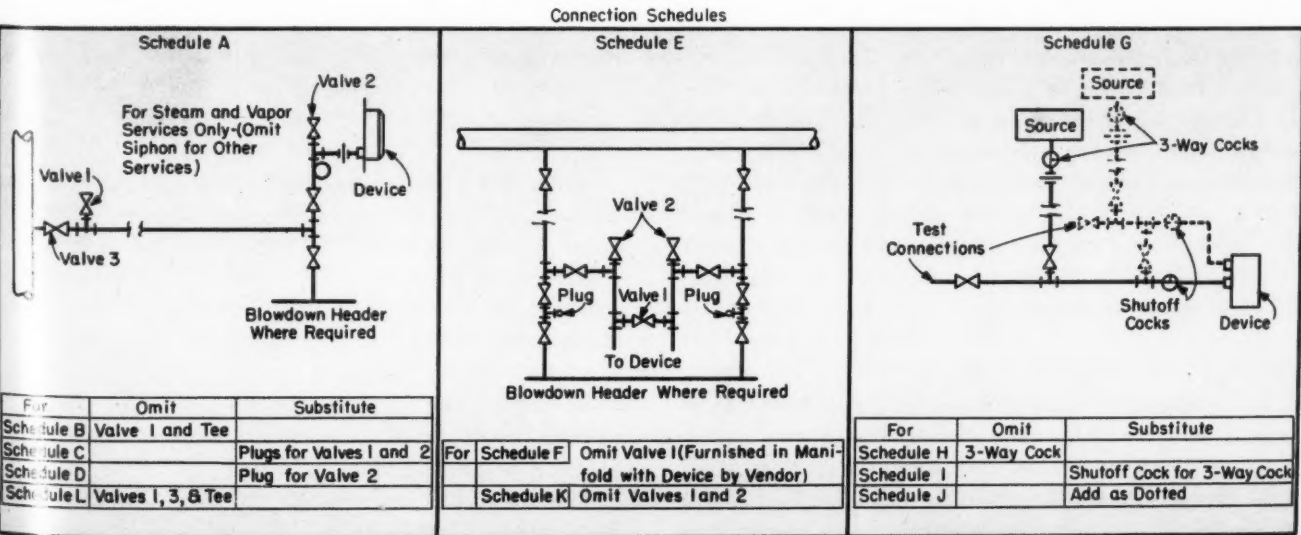 Connection Schedules
Schedule A
Valve 2
For Steam and Vapor
Services Only-(Omit
Siphon for Other
Services)
Valve 1
Device
Valve 3
Blowdown Header
Where Required
For Omit Substitute
Schedule B Valve 1 and Tee
Schedule C Plugs for Valves 1 and 2
Schedule D Plug for Valve 2
Schedule L Valves 1, 3, & Tee
Schedule E
Valve 2
Plug Valve 1 Plug
To Device
Blowdown Header Where Required
For Schedule F Omit Valve 1 (Furnished in Mani-
fold with Device by Vendor)
Schedule K Omit Valves 1 and 2
Schedule G
Source
Source
3-Way Cocks
Test
Connections
Shutoff
Cocks
Device
For Omit Substitute
Schedule H 3-Way Cock
Schedule I Shutoff Cock for 3-Way Cock
Schedule J Add as Dotted